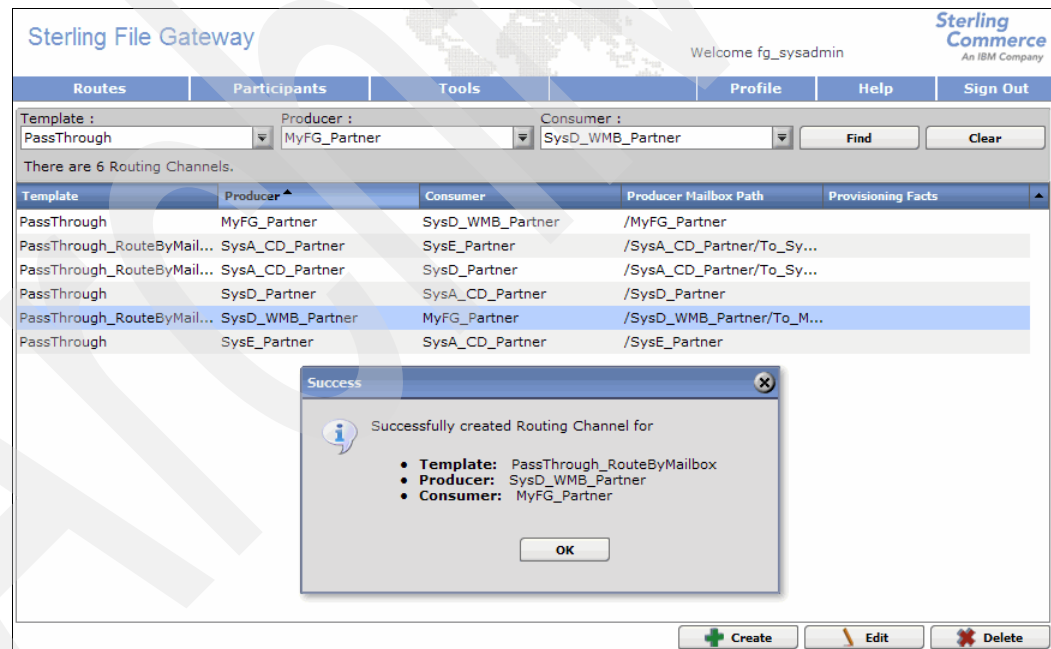 Sterling File Gateway
Welcome fg_sysadmin
Sterling
Commerce
An IBM Company
Routes Participants Tools Profile Help Sign Out
Template : Producer : Consumer :
PassThrough MyFG_Partner SysD_WMB_Partner Find Clear
There are 6 Routing Channels.
Template Producer Consumer Producer Mailbox Path Provisioning Facts
PassThrough MyFG_Partner SysD_WMB_Partner /MyFG_Partner
PassThrough_RouteByMail... SysA_CD_Partner SysE_Partner /SysA_CD_Partner/To_Sy...
PassThrough_RouteByMail... SysA_CD_Partner SysD_Partner /SysA_CD_Partner/To_Sy...
PassThrough SysD_Partner SysA_CD_Partner /SysD_Partner
PassThrough_RouteByMail... SysD_WMB_Partner MyFG_Partner /SysD_WMB_Partner/To_M...
PassThrough SysE_Partner SysA_CD_Partner /SysE_Partner
Success
Successfully created Routing Channel for
• Template: PassThrough_RouteByMailbox
• Producer: SysD_WMB_Partner
• Consumer: MyFG_Partner
OK
Create Edit Delete